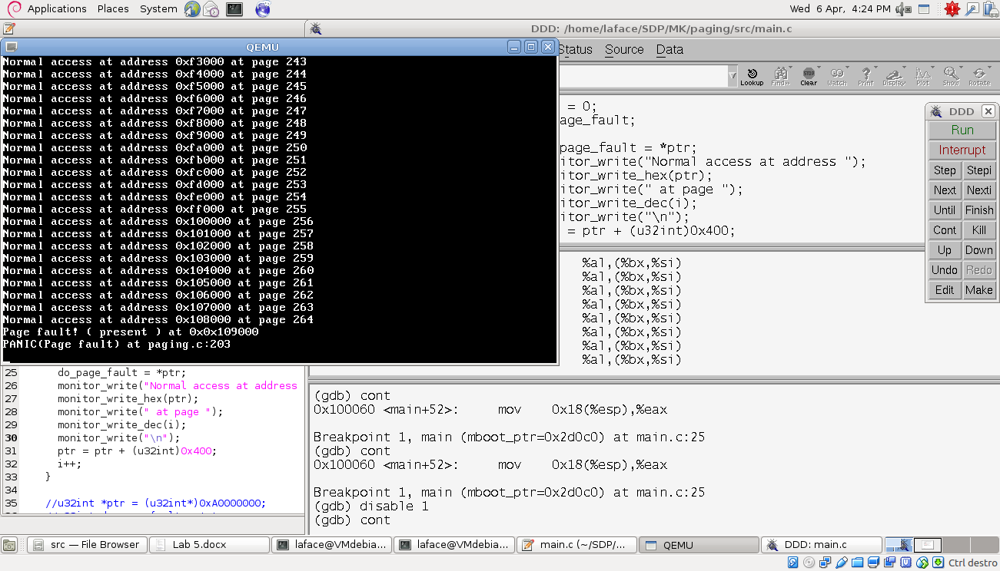 Applications Places System
Wed 6 Apr, 4:24 PM
DDD: /home/laface/SDP/MK/paging/src/main.c
QEMU
Normal access at address 0xf3000 at page 243
Normal access at address 0xf4000 at page 244
Normal access at address 0xf5000 at page 245
Normal access at address 0xf6000 at page 246
Normal access at address 0xf7000 at page 247
Normal access at address 0xf8000 at page 248
Normal access at address 0xf9000 at page 249
Normal access at address 0xfa000 at page 250
Normal access at address 0xfb000 at page 251
Normal access at address 0xfc000 at page 252
Normal access at address 0xfd000 at page 253
Normal access at address 0xfe000 at page 254
Normal access at address 0xff000 at page 255
Normal access at address 0x100000 at page 256
Normal access at address 0x101000 at page 257
Normal access at address 0x102000 at page 258
Normal access at address 0x103000 at page 259
Normal access at address 0x104000 at page 260
Normal access at address 0x105000 at page 261
Normal access at address 0x106000 at page 262
Normal access at address 0x107000 at page 263
Normal access at address 0x108000 at page 264
Page fault! ( present ) at 0x0x109000
PANIC(Page fault) at paging.c:203
Status Source Data
Lookup Find» Clear Watch Print Display Plot Show Rotate
= 0;
age_fault;
page_fault = *ptr;
itor_write("Normal access at address ");
itor_write_hex(ptr);
itor_write(" at page ");
itor_write_dec(i);
itor_write("\n");
= ptr + (u32int)0x400;
DDD
Run
Interrupt
Step Stepi
Next Nexti
Until Finish
Cont Kill
Up Down
Undo Redo
Edit Make
%al,(%bx,%si)
%al,(%bx,%si)
%al,(%bx,%si)
%al,(%bx,%si)
%al,(%bx,%si)
%al,(%bx,%si)
%al,(%bx,%si)
%al,(%bx,%si)
25 do_page_fault = *ptr;
26 monitor_write("Normal access at address
27 monitor_write_hex(ptr);
28 monitor_write(" at page ");
29 monitor_write_dec(i);
30 monitor_write("\n");
31 ptr = ptr + (u32int)0x400;
32 i++;
33 }
34
35 //u32int *ptr = (u32int*)0xA0000000;
(gdb) cont
0x100060 <main+52>: mov 0x18(%esp),%eax
Breakpoint 1, main (mboot_ptr=0x2d0c0) at main.c:25
(gdb) cont
0x100060 <main+52>: mov 0x18(%esp),%eax
Breakpoint 1, main (mboot_ptr=0x2d0c0) at main.c:25
(gdb) disable 1
(gdb) cont
src — File Browser
Lab 5.docx
laface@VMdebia...
laface@VMdebia...
main.c (~/SDP/...
QEMU
DDD: main.c
Ctrl destro